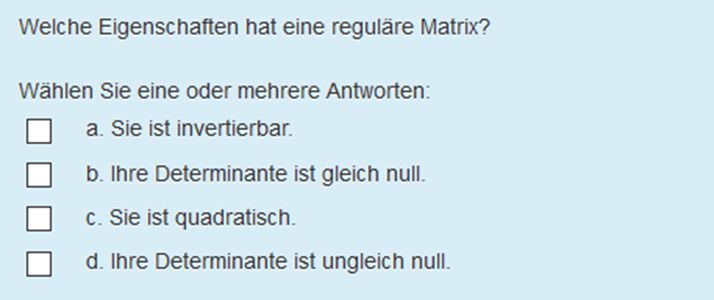 Welche Eigenschaften hat eine reguläre Matrix?
Wählen Sie eine oder mehrere Antworten:
a. Sie ist invertierbar.
b. Ihre Determinante ist gleich null.
c. Sie ist quadratisch.
d. Ihre Determinante ist ungleich null.